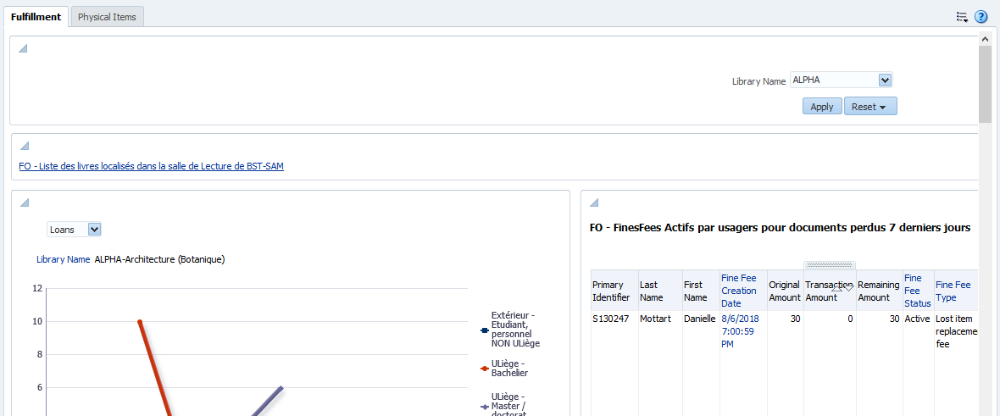 Fulfillment
Physical Items
Library Name ALPHA
Apply Reset
FO - Liste des livres localisés dans la salle de Lecture de BST-SAM
Loans
Library Name ALPHA-Architecture (Botanique)
12
10
8
6
Extérieur -
Etudiant,
personnel
NON ULiège
ULiège -
Bachelier
ULiège -
Master /
doctorat
FO - FinesFees Actifs par usagers pour documents perdus 7 derniers jours
Primary
Identifier
Last
Name
First
Name
Fine Fee
Creation
Date
Original
Amount
Transaction
Amount
Remaining
Amount
Fine
Fee
Status
Fine Fee
Type
S130247
Mottart
Danielle
8/6/2018
7:00:59
PM
30
0
30
Active
Lost item
replaceme
fee